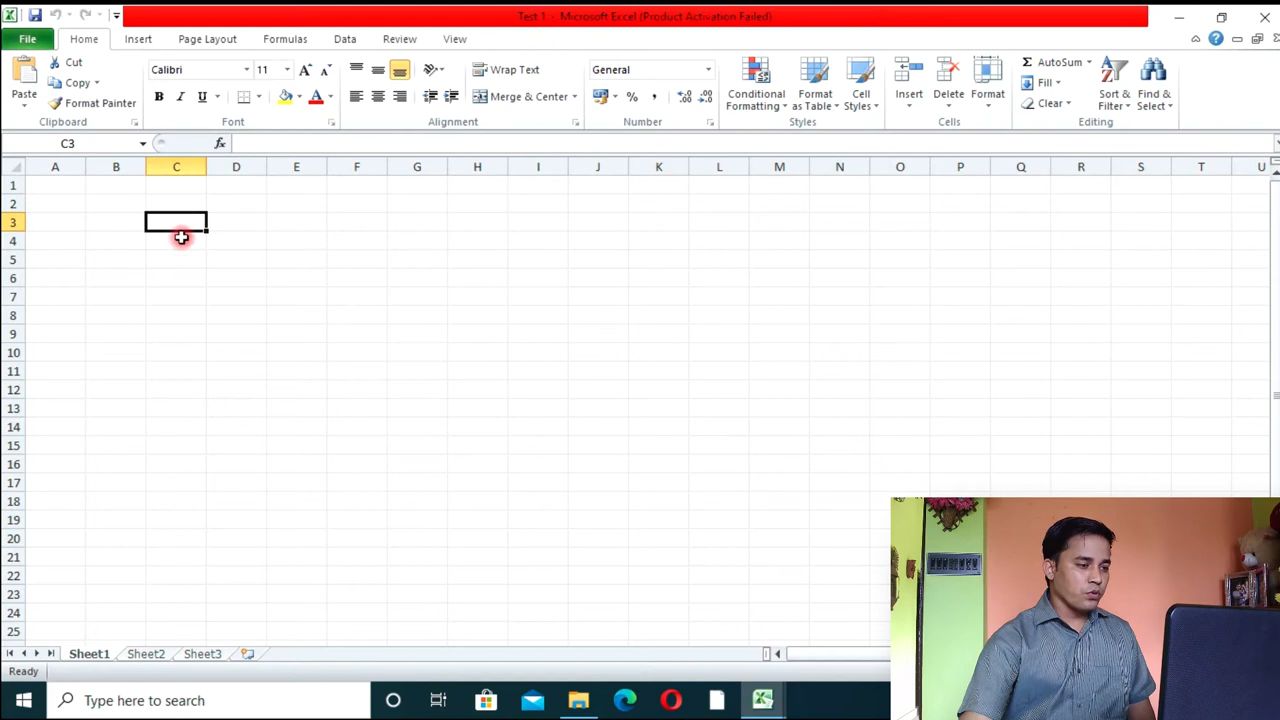 Test 1 - Microsoft Excel (Product Activation Failed)
File Home Insert Page Layout Formulas Data Review View
Paste
Cut
Copy
Format Painter
Clipboard
Calibri 11
A A
B I U A
Font
Wrap Text
Merge & Center
Alignment
General
% ,
Number
Conditional Formatting
Format as Table
Cell Styles
Styles
Insert Delete Format
Cells
Σ AutoSum
Fill
Clear
Sort & Filter
Find & Select
Editing
C3 fx
A B C D E F G H I J K L M N O P Q R S T U
1
2
3
4
5
6
7
8
9
10
11
12
13
14
15
16
17
18
19
20
21
22
23
24
25
Sheet1 Sheet2 Sheet3
Ready
Type here to search